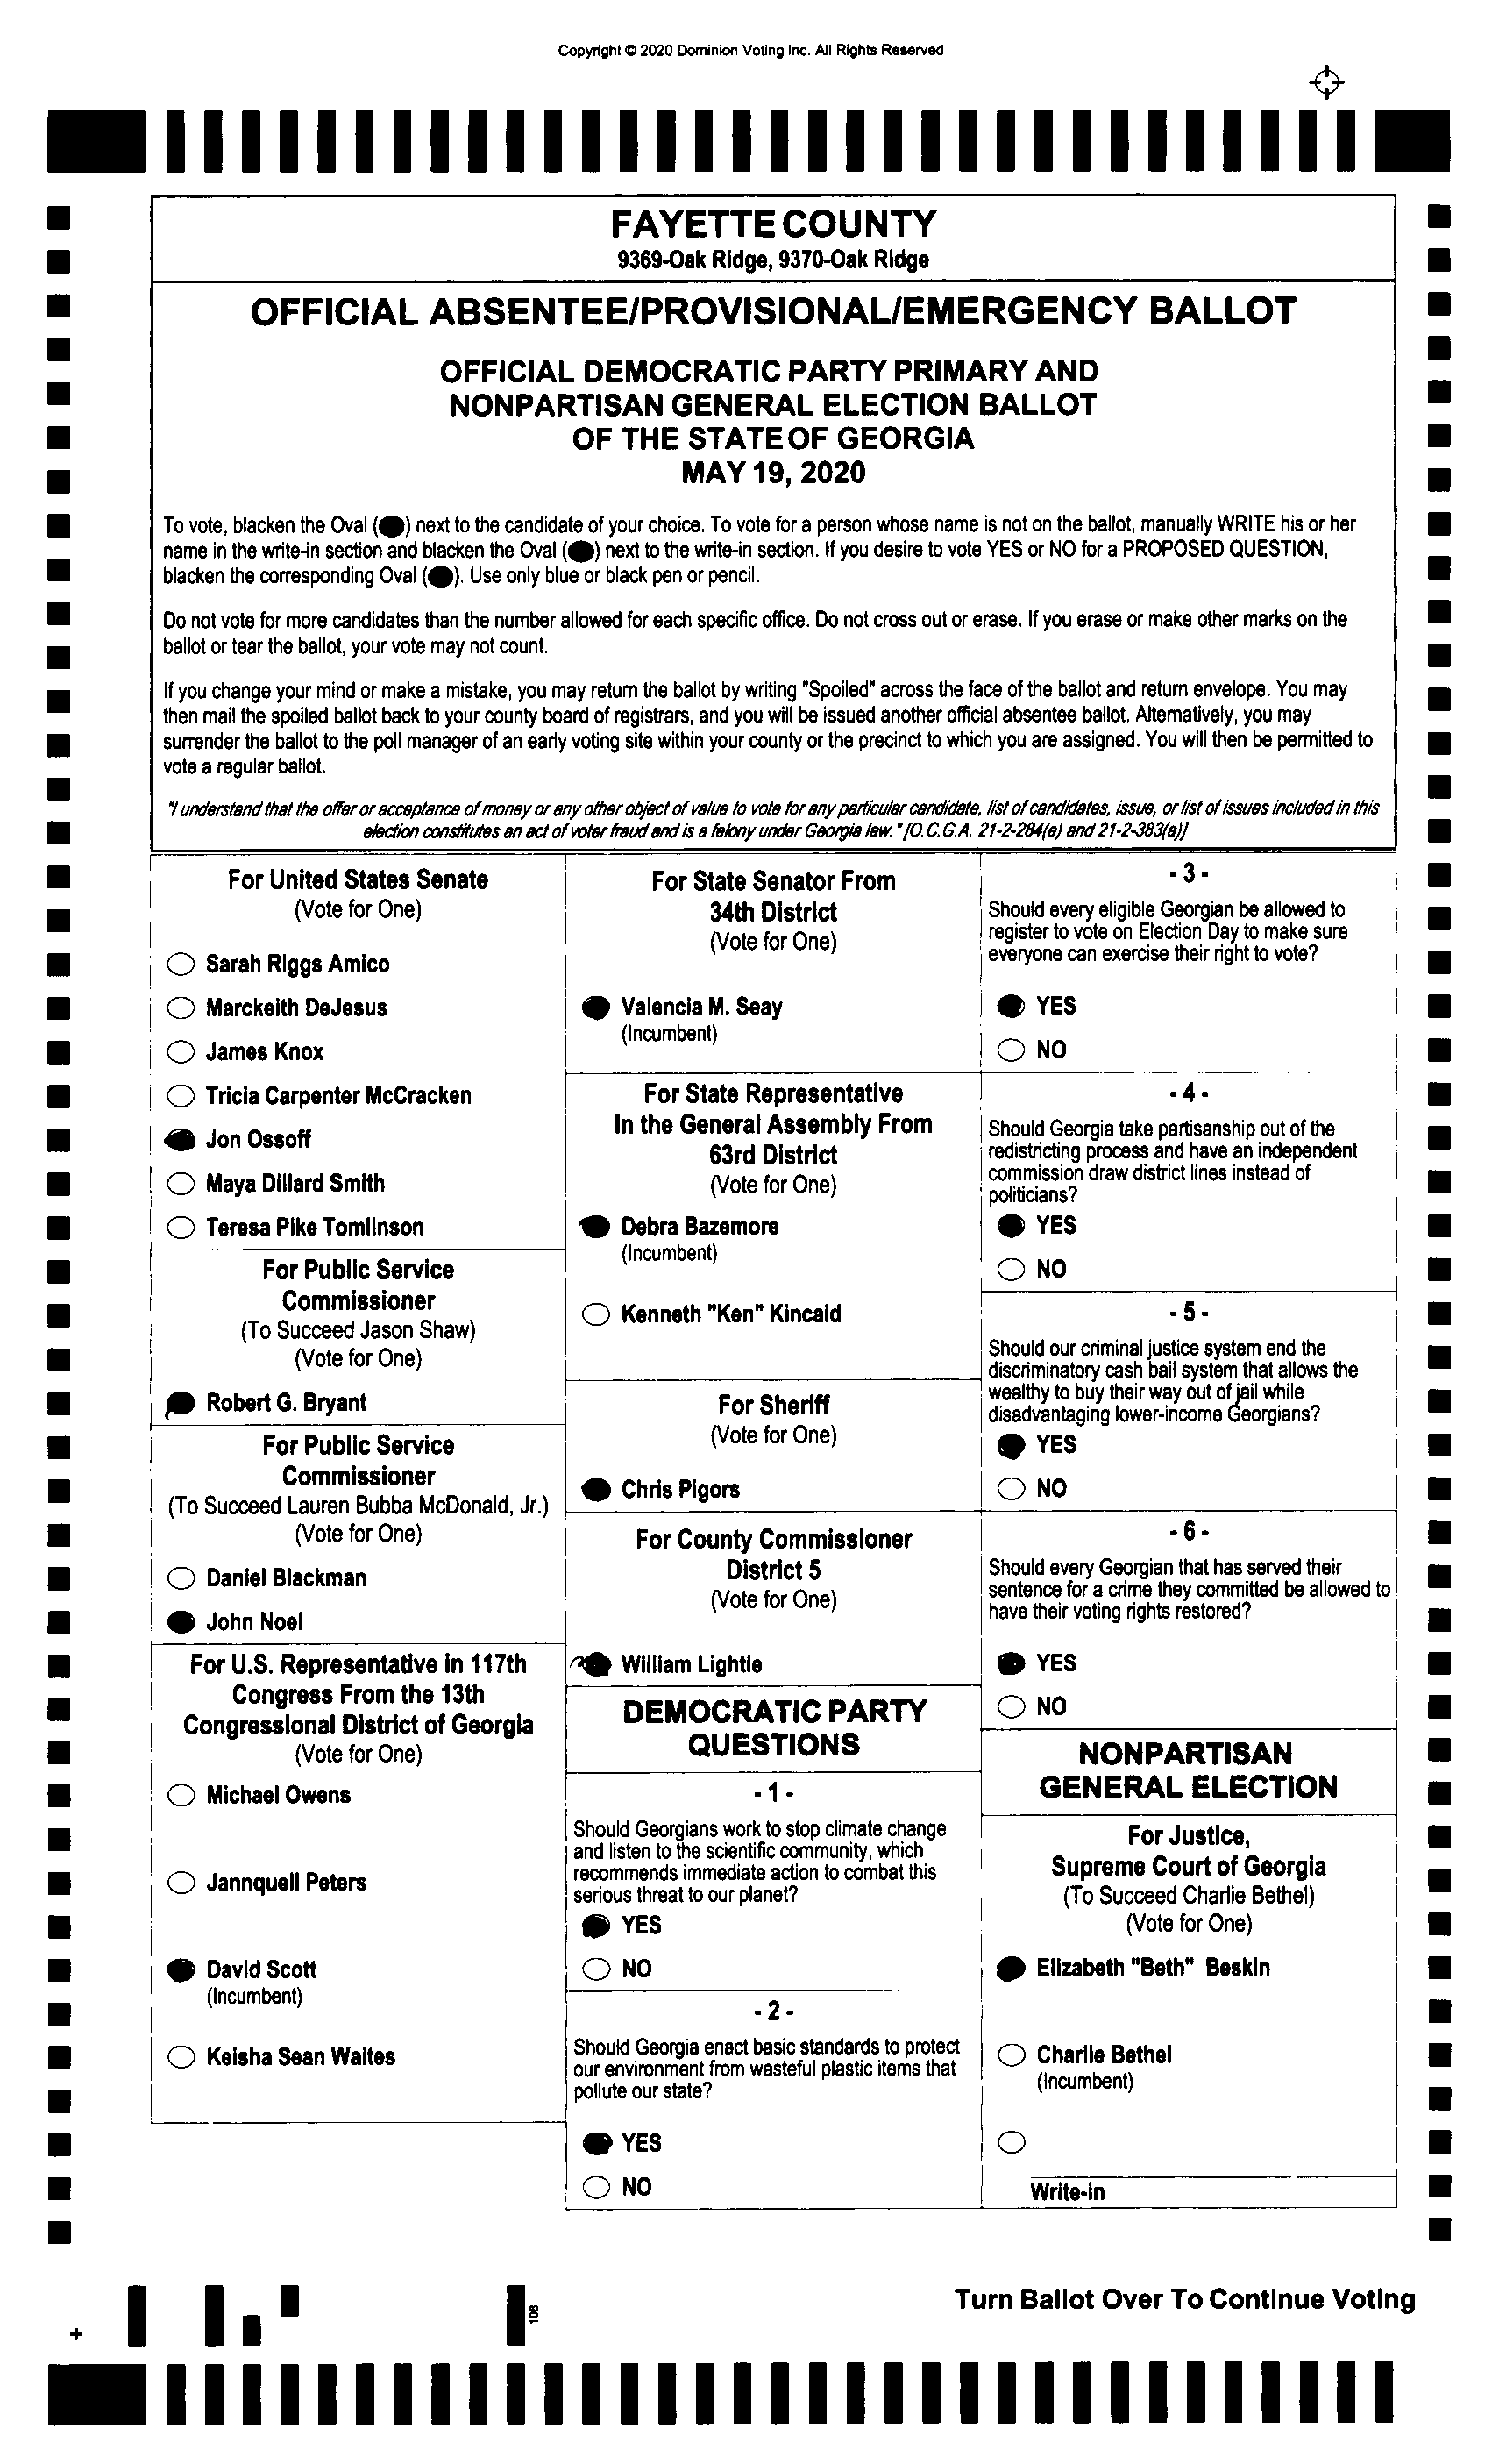 Copyright © 2020 Dominion Voting Inc. All Rights Reserved
FAYETTE COUNTY
9369-Oak Ridge, 9370-Oak Ridge
OFFICIAL ABSENTEE/PROVISIONAL/EMERGENCY BALLOT
OFFICIAL DEMOCRATIC PARTY PRIMARY AND
NONPARTISAN GENERAL ELECTION BALLOT
OF THE STATE OF GEORGIA
MAY 19, 2020
To vote, blacken the Oval (●) next to the candidate of your choice. To vote for a person whose name is not on the ballot, manually WRITE his or her
name in the write-in section and blacken the Oval (●) next to the write-in section. If you desire to vote YES or NO for a PROPOSED QUESTION,
blacken the corresponding Oval (●). Use only blue or black pen or pencil.
Do not vote for more candidates than the number allowed for each specific office. Do not cross out or erase. If you erase or make other marks on the
ballot or tear the ballot, your vote may not count.
If you change your mind or make a mistake, you may return the ballot by writing "Spoiled" across the face of the ballot and return envelope. You may
then mail the spoiled ballot back to your county board of registrars, and you will be issued another official absentee ballot. Alternatively, you may
surrender the ballot to the poll manager of an early voting site within your county or the precinct to which you are assigned. You will then be permitted to
vote a regular ballot.
"I understand that the offer or acceptance of money or any other object of value to vote for any particular candidate, list of candidates, issue, or list of issues included in this
election constitutes an act of voter fraud and is a felony under Georgia law." [O.C.G.A. 21-2-284(e) and 21-2-383(a)]
For United States Senate
(Vote for One)
Sarah Riggs Amico
Marckeith DeJesus
James Knox
Tricia Carpenter McCracken
Jon Ossoff
Maya Dillard Smith
Teresa Pike Tomlinson
For Public Service
Commissioner
(To Succeed Jason Shaw)
(Vote for One)
Robert G. Bryant
For Public Service
Commissioner
(To Succeed Lauren Bubba McDonald, Jr.)
(Vote for One)
Daniel Blackman
John Noel
For U.S. Representative in 117th
Congress From the 13th
Congressional District of Georgia
(Vote for One)
Michael Owens
Jannquell Peters
David Scott
(Incumbent)
Keisha Sean Waites
For State Senator From
34th District
(Vote for One)
Valencia M. Seay
(Incumbent)
For State Representative
In the General Assembly From
63rd District
(Vote for One)
Debra Bazemore
(Incumbent)
Kenneth "Ken" Kincaid
For Sheriff
(Vote for One)
Chris Pigors
For County Commissioner
District 5
(Vote for One)
William Lightle
DEMOCRATIC PARTY
QUESTIONS
- 1 -
Should Georgians work to stop climate change
and listen to the scientific community, which
recommends immediate action to combat this
serious threat to our planet?
YES
NO
- 2 -
Should Georgia enact basic standards to protect
our environment from wasteful plastic items that
pollute our state?
YES
NO
- 3 -
Should every eligible Georgian be allowed to
register to vote on Election Day to make sure
everyone can exercise their right to vote?
YES
NO
- 4 -
Should Georgia take partisanship out of the
redistricting process and have an independent
commission draw district lines instead of
politicians?
YES
NO
- 5 -
Should our criminal justice system end the
discriminatory cash bail system that allows the
wealthy to buy their way out of jail while
disadvantaging lower-income Georgians?
YES
NO
- 6 -
Should every Georgian that has served their
sentence for a crime they committed be allowed to
have their voting rights restored?
YES
NO
NONPARTISAN
GENERAL ELECTION
For Justice,
Supreme Court of Georgia
(To Succeed Charlie Bethel)
(Vote for One)
Elizabeth "Beth" Beskin
Charlie Bethel
(Incumbent)
Write-in
Turn Ballot Over To Continue Voting
108